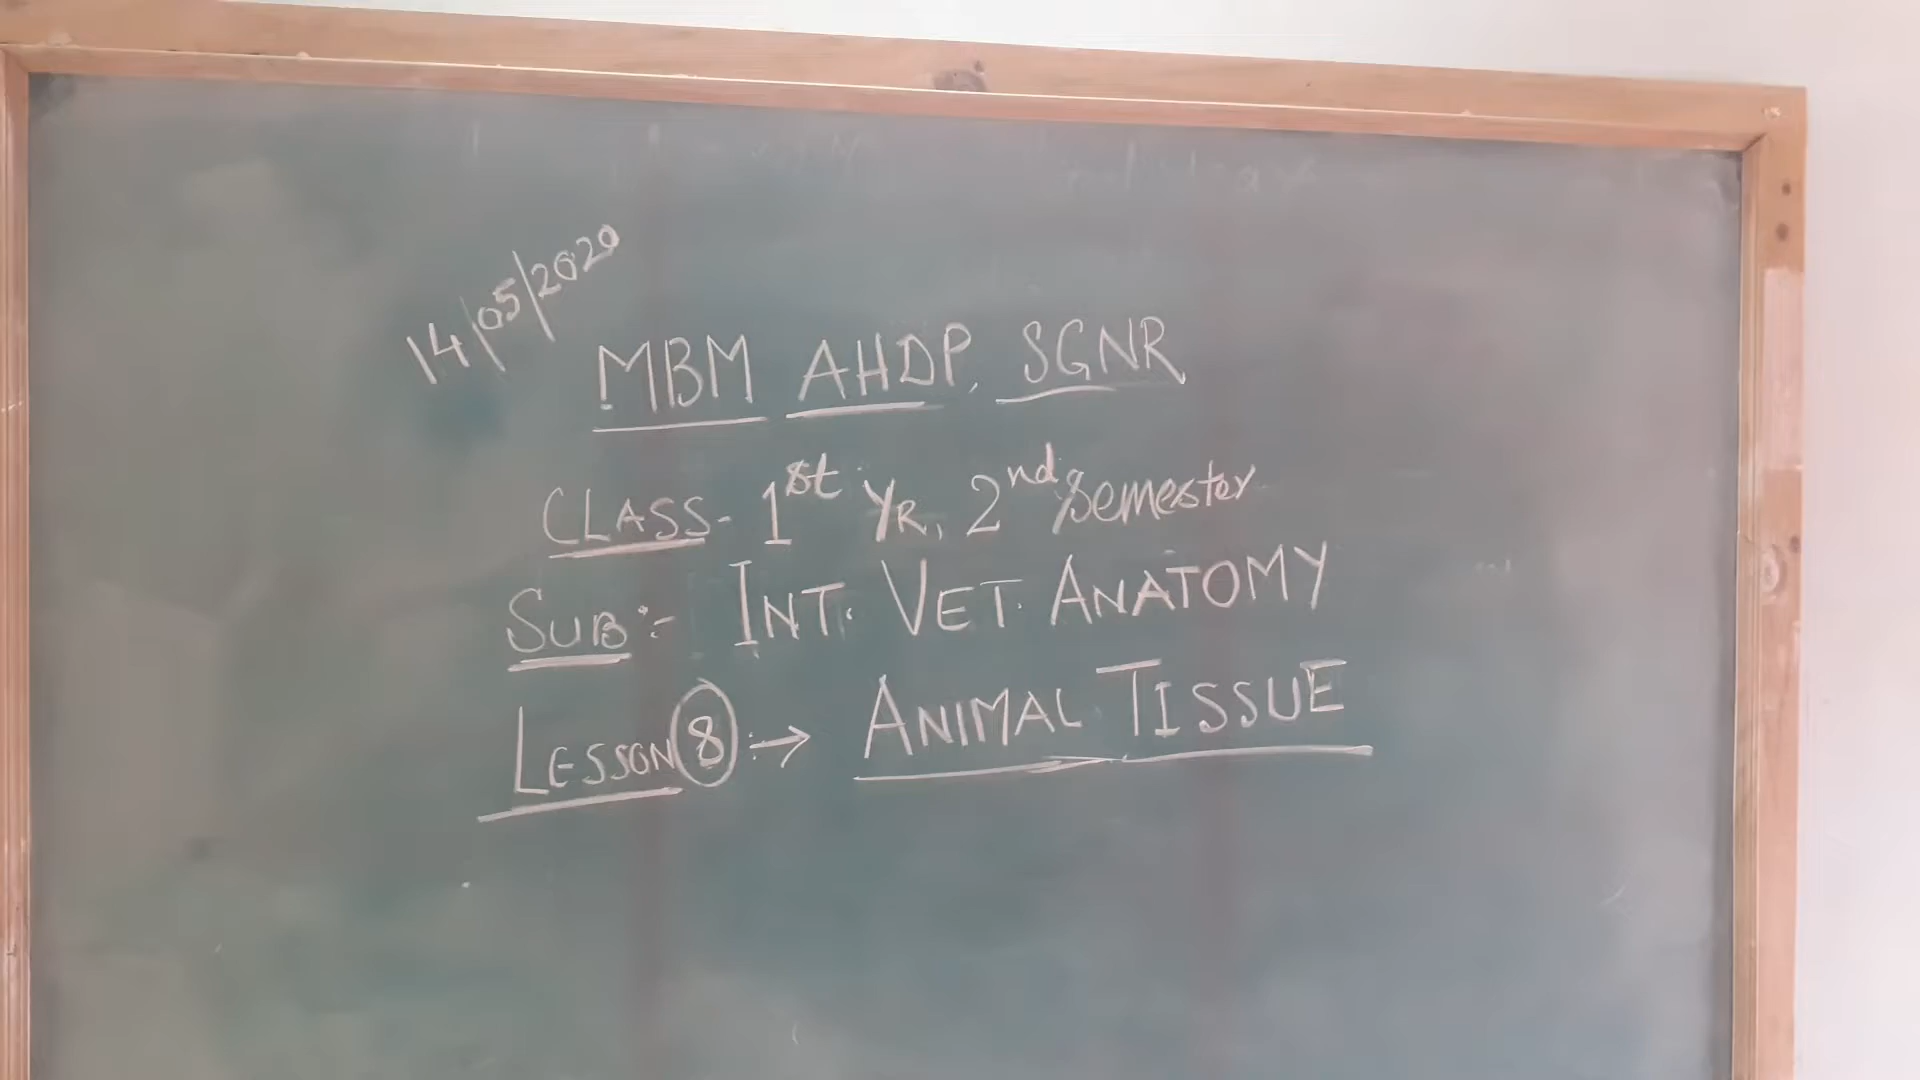 14/05/2020
MBM AHDP, SGNR
CLASS- 1st YR, 2nd Semester
SUB:- INT. VET. ANATOMY
LESSON 8 :→ ANIMAL TISSUE